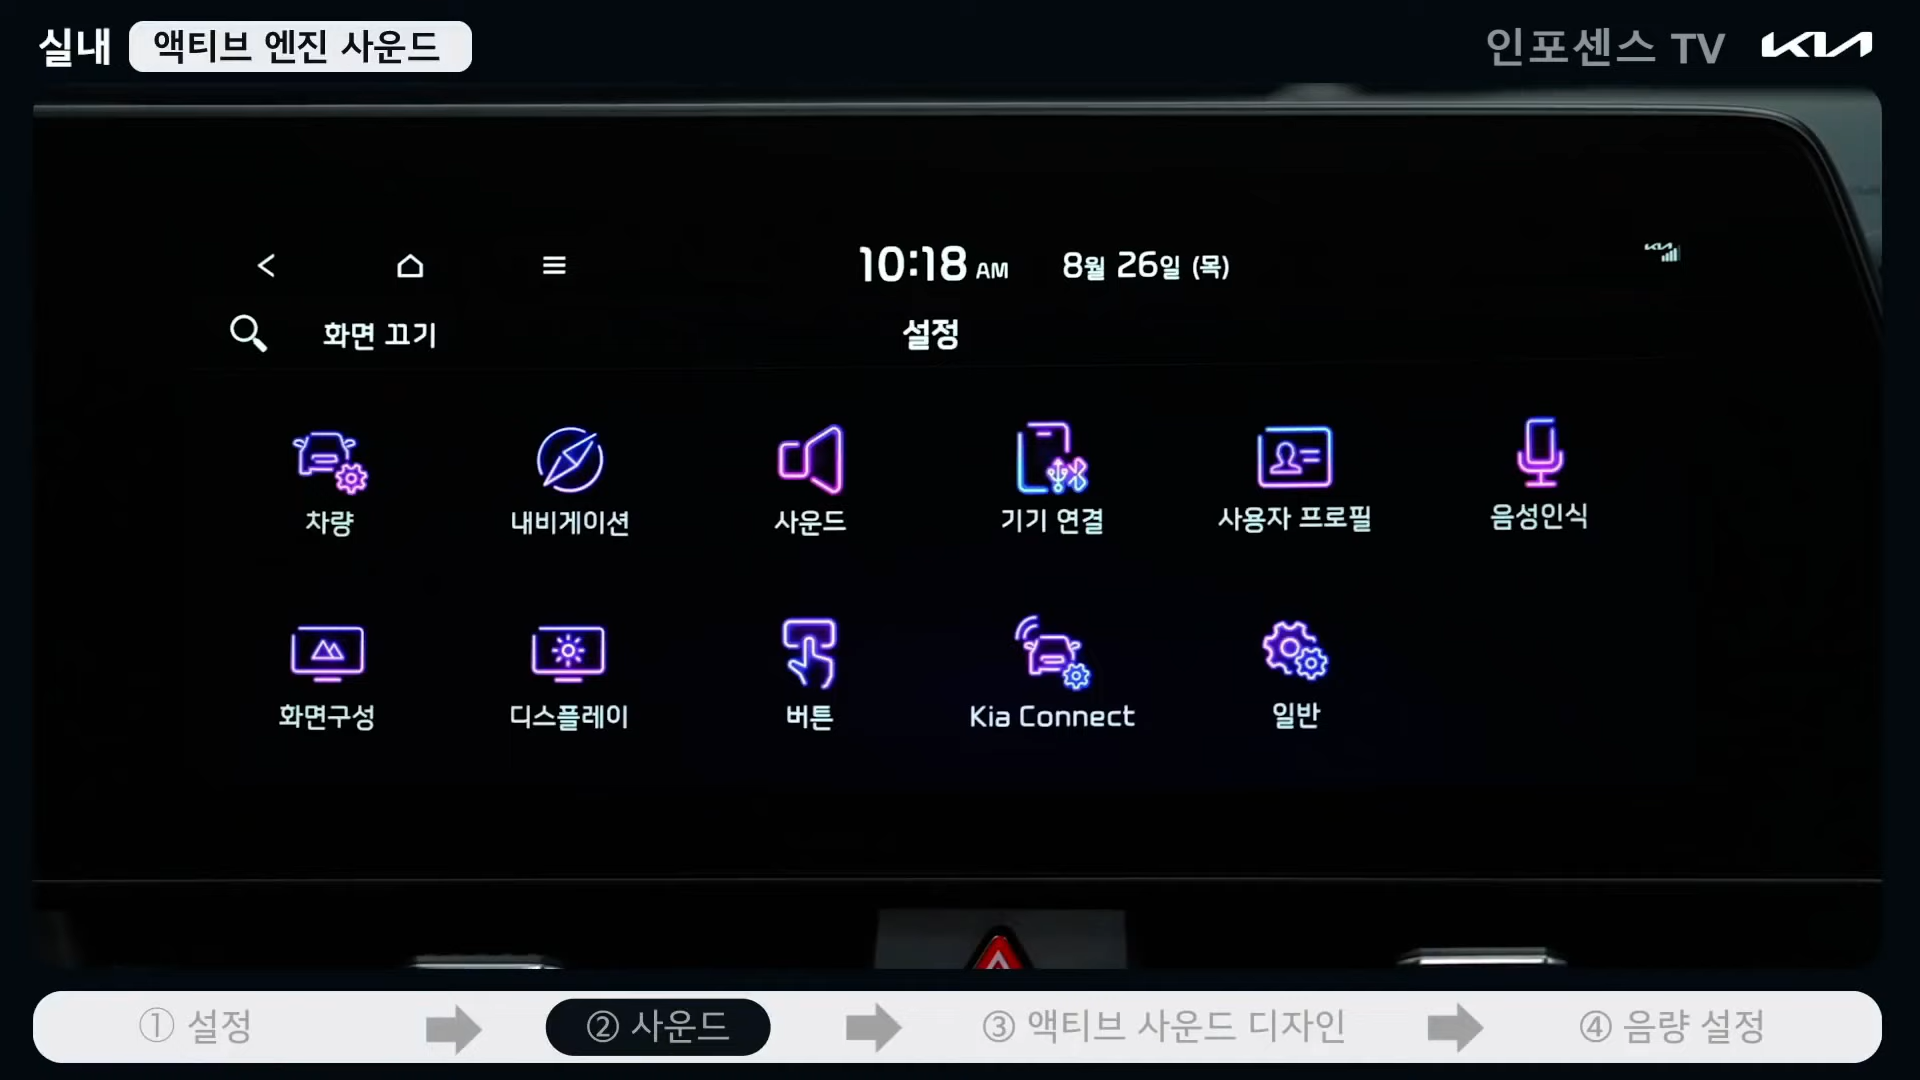 실내 액티브 엔진 사운드
인포센스 TV KIA
10:18 AM 8월 26일 (목)
화면 끄기 설정
차량 내비게이션 사운드 기기 연결 사용자 프로필 음성인식
화면구성 디스플레이 버튼 Kia Connect 일반
① 설정 ② 사운드 ③ 액티브 사운드 디자인 ④ 음량 설정